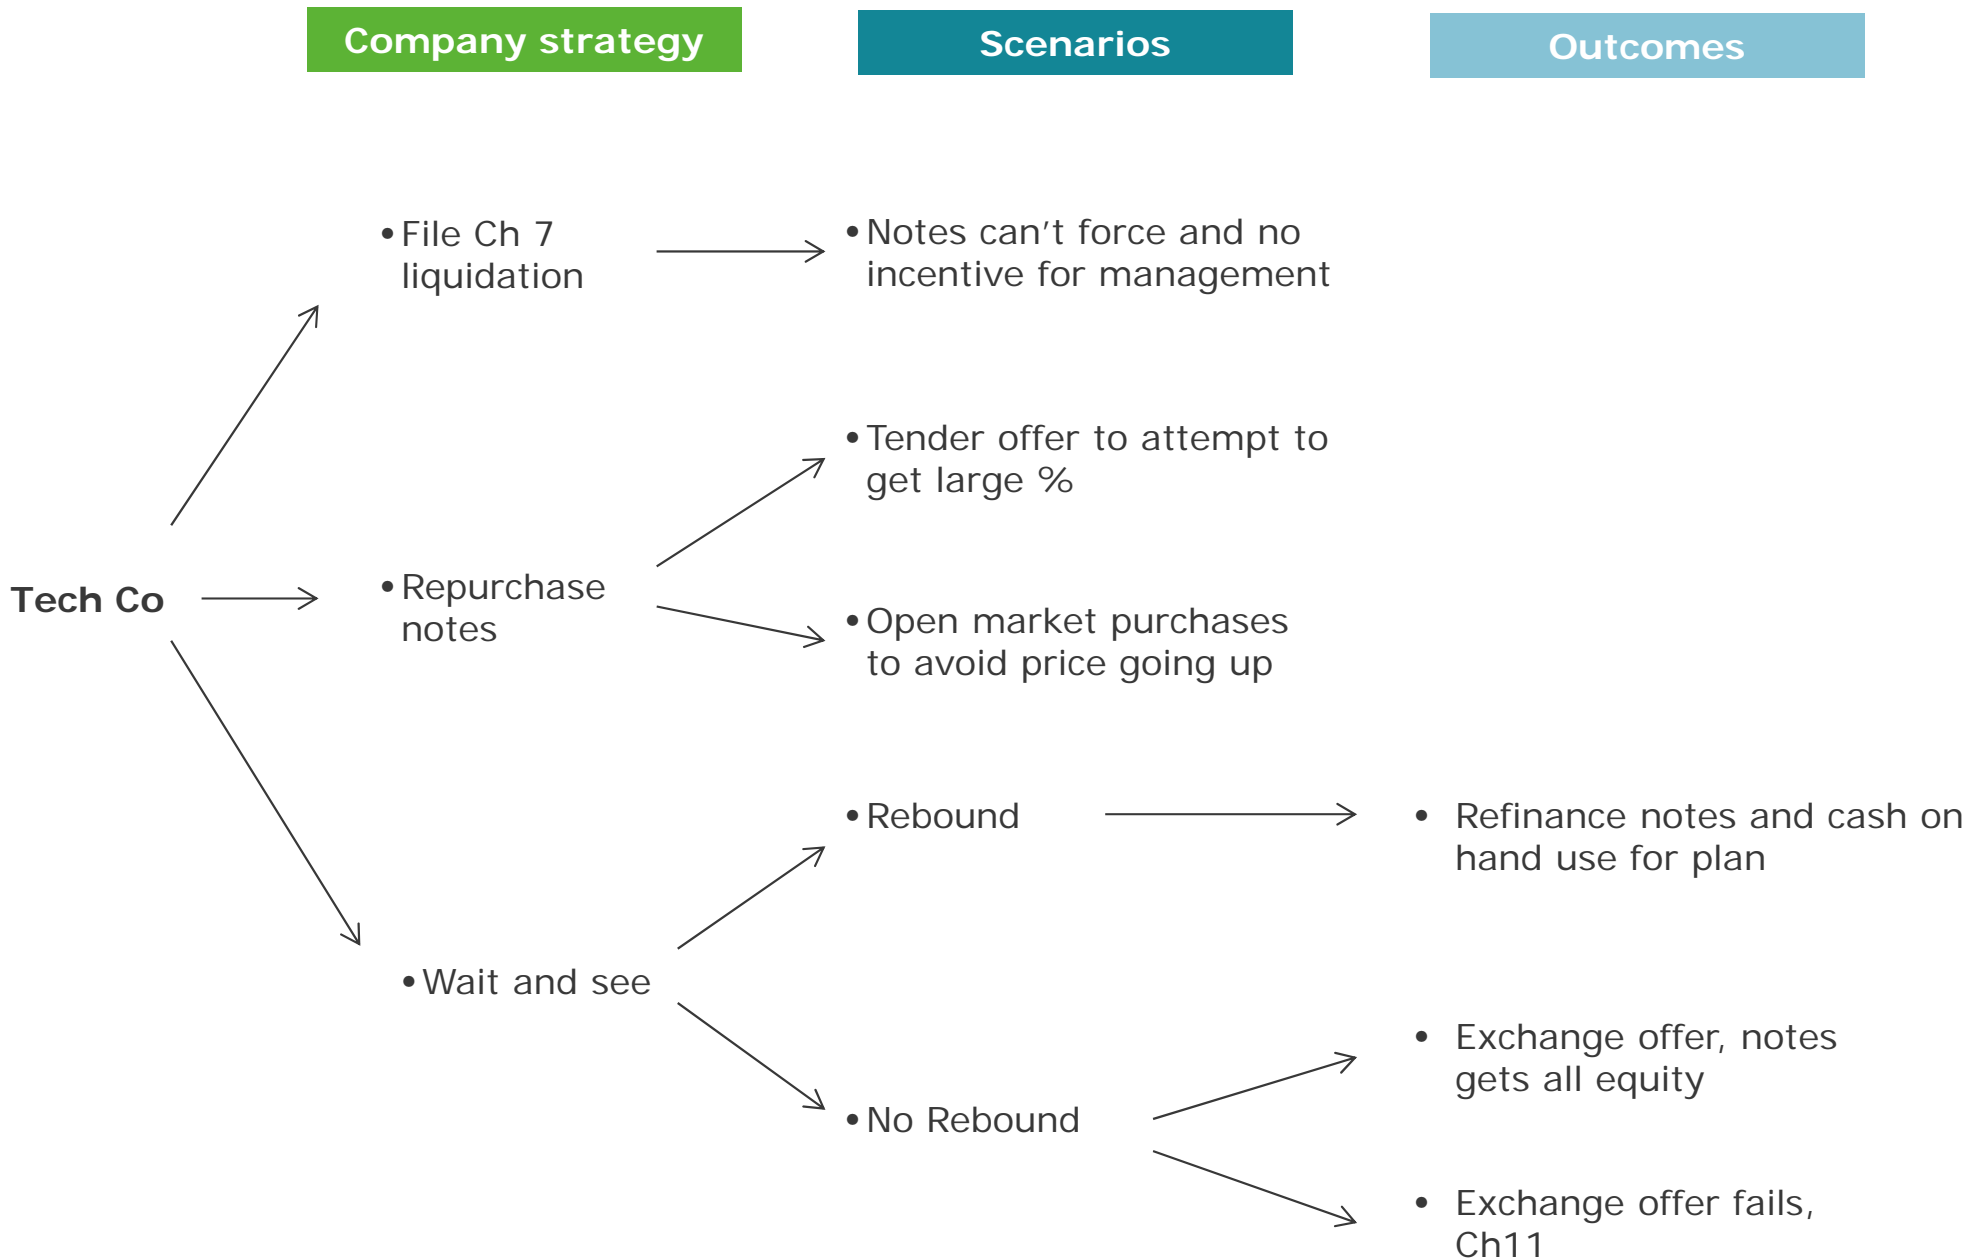 Company strategy
Scenarios
Outcomes
• File Ch 7
liquidation
• Notes can't force and no
incentive for management
• Tender offer to attempt to
get large %
Tech Co
• Repurchase
notes
• Open market purchases
to avoid price going up
• Rebound
• Refinance notes and cash on
hand use for plan
• Wait and see
• Exchange offer, notes
gets all equity
• No Rebound
• Exchange offer fails,
Ch11